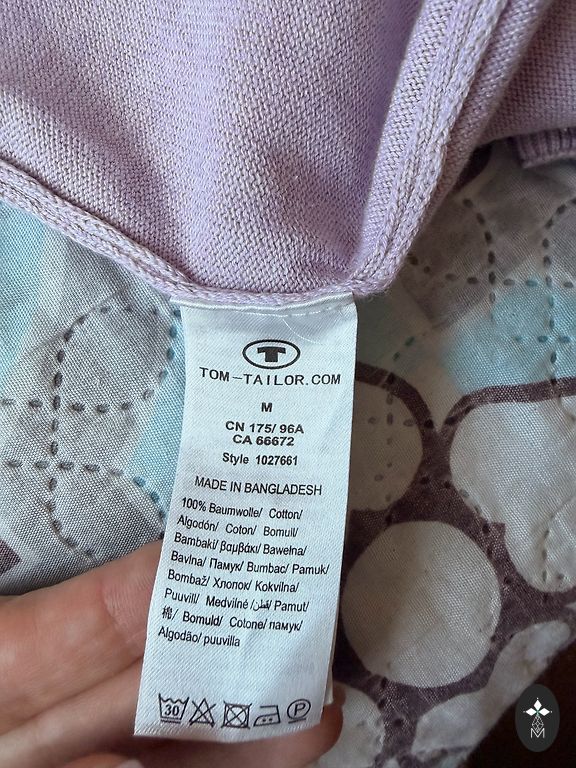 T
TOM-TAILOR.COM
M
CN 175/ 96A
CA 66672
Style 1027661
MADE IN BANGLADESH
100% Baumwolle/ Cotton/
Algodón/ Coton/ Bomull/
Bambaki/ βαμβάκι/ Bawełna/
Bavlna/ Памук/ Bumbac/ Pamuk/
Bombaž/ Хлопок/ Kokvilna/
Puuvill/ Medvilnė /قطن/ Pamut/
棉/ Bomuld/ Cotone/ памук/
Algodão/ puuvilla
30 P
M